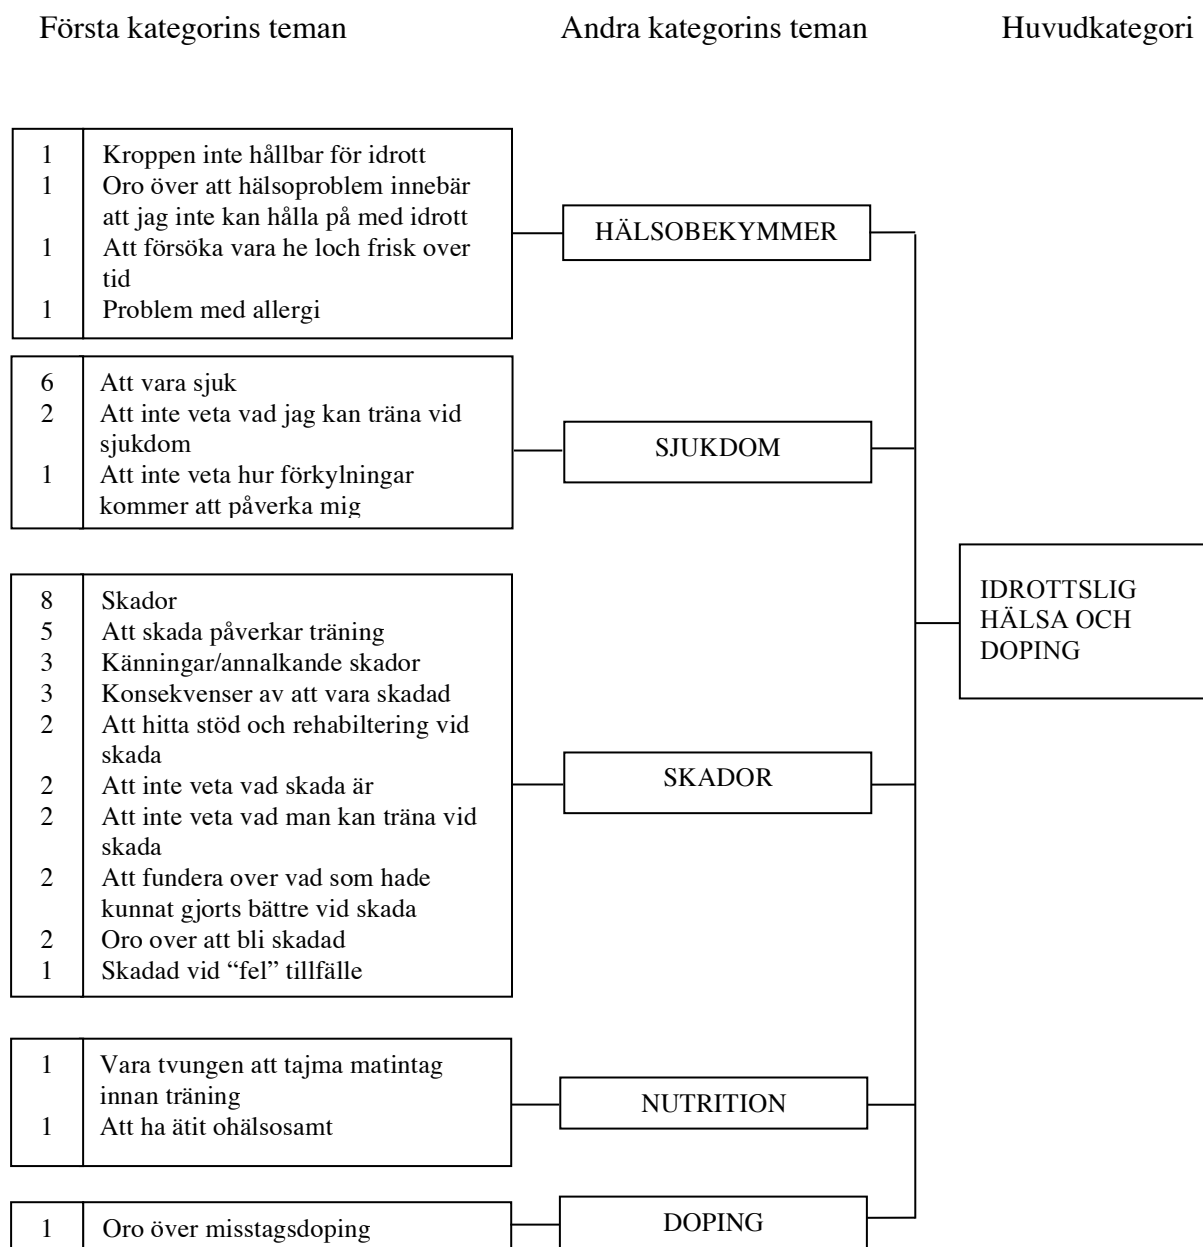 Första kategorins teman Andra kategorins teman Huvudkategori
1 Kroppen inte hållbar för idrott
1 Oro över att hälsoproblem innebär
att jag inte kan hålla på med idrott
1 Att försöka vara he loch frisk over
tid
1 Problem med allergi
HÄLSOBEKYMMER
6 Att vara sjuk
2 Att inte veta vad jag kan träna vid
sjukdom
1 Att inte veta hur förkylningar
kommer att påverka mig
SJUKDOM
8 Skador
5 Att skada påverkar träning
3 Känningar/annalkande skador
3 Konsekvenser av att vara skadad
2 Att hitta stöd och rehabiltering vid
skada
2 Att inte veta vad skada är
2 Att inte veta vad man kan träna vid
skada
2 Att fundera over vad som hade
kunnat gjorts bättre vid skada
2 Oro over att bli skadad
1 Skadad vid “fel” tillfälle
SKADOR
1 Vara tvungen att tajma matintag
innan träning
1 Att ha ätit ohälsosamt
NUTRITION
1 Oro över misstagsdoping
DOPING
IDROTTSLIG
HÄLSA OCH
DOPING